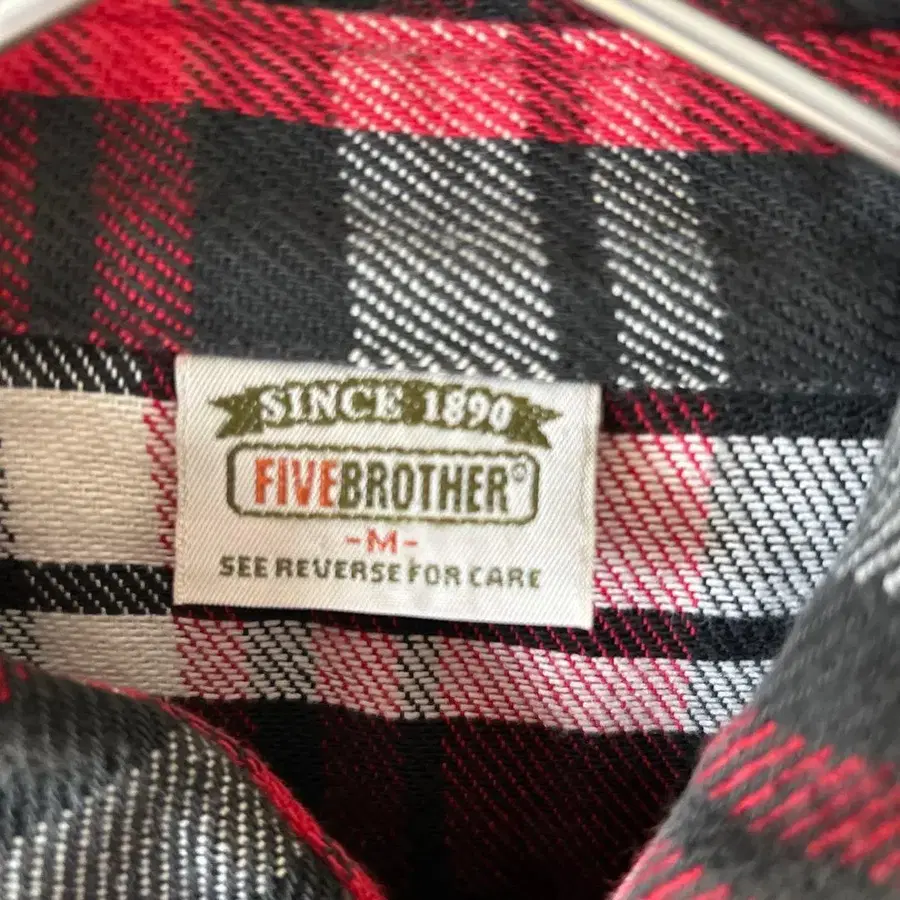 SINCE 1890
FIVEBROTHER©
-M-
SEE REVERSE FOR CARE